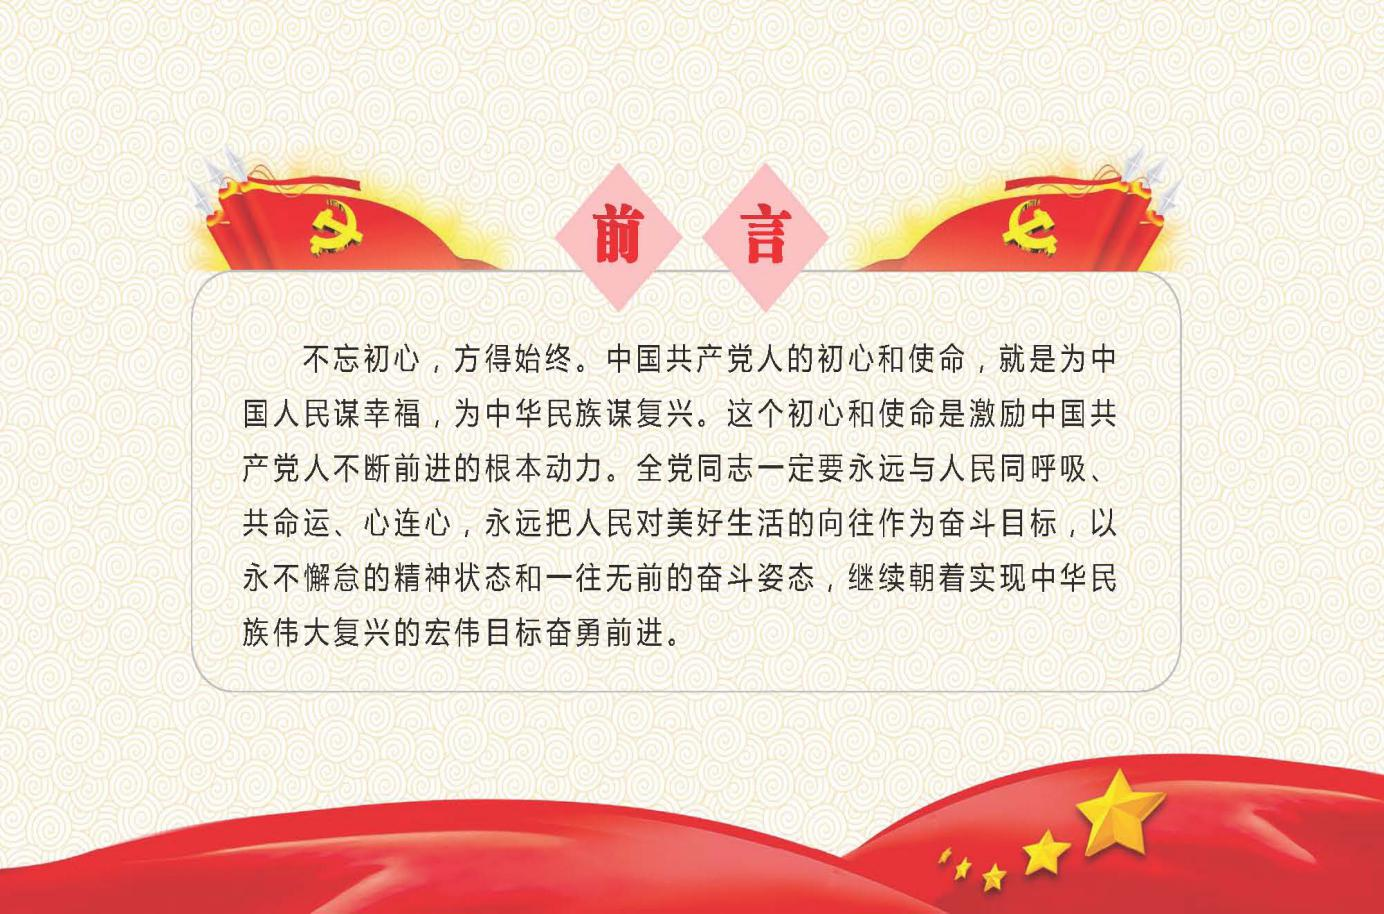 前言
不忘初心，方得始终。中国共产党人的初心和使命，就是为中
国人民谋幸福，为中华民族谋复兴。这个初心和使命是激励中国共
产党人不断前进的根本动力。全党同志一定要永远与人民同呼吸、
共命运、心连心，永远把人民对美好生活的向往作为奋斗目标，以
永不懈怠的精神状态和一往无前的奋斗姿态，继续朝着实现中华民
族伟大复兴的宏伟目标奋勇前进。